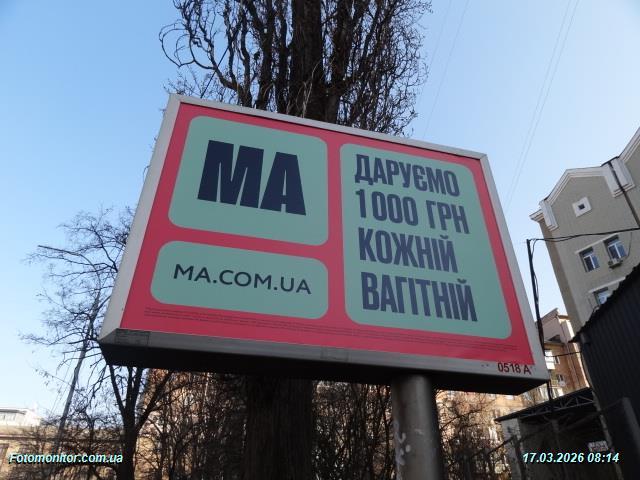 МА
MA.COM.UA
ДАРУЄМО
1000 ГРН
КОЖНІЙ
ВАГІТНІЙ
0518 A
Fotomonitor.com.ua
17.03.2026 08:14